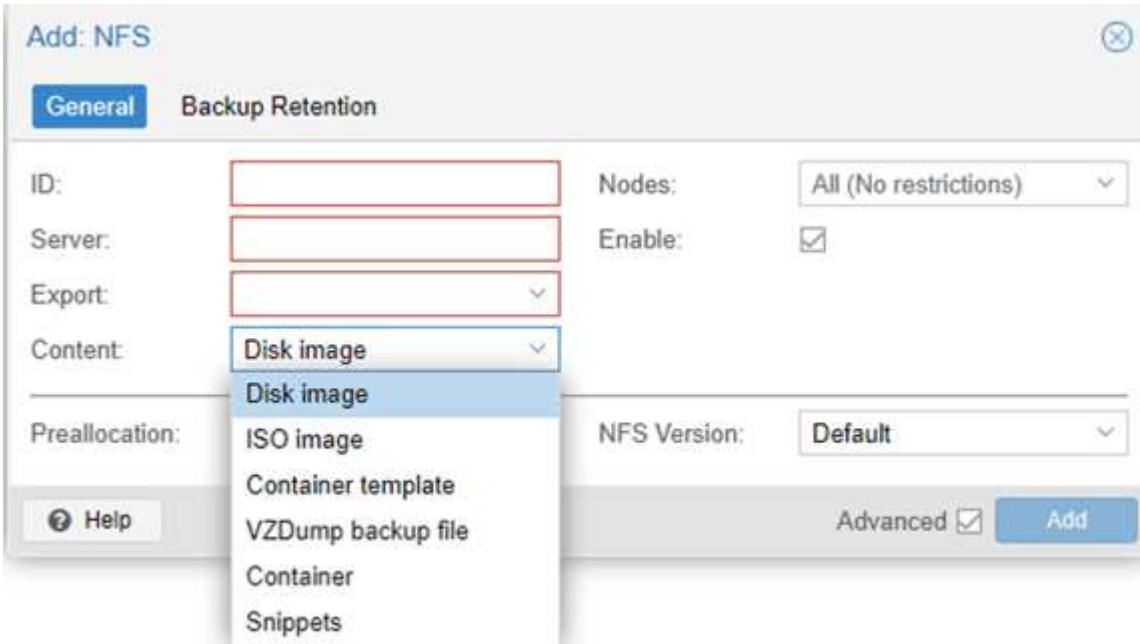 Add: NFS
General Backup Retention
ID: Nodes: All (No restrictions)
Server: Enable:
Export:
Content: Disk image
Disk image
Preallocation: ISO image NFS Version: Default
Container template
Help VZDump backup file Advanced Add
Container
Snippets